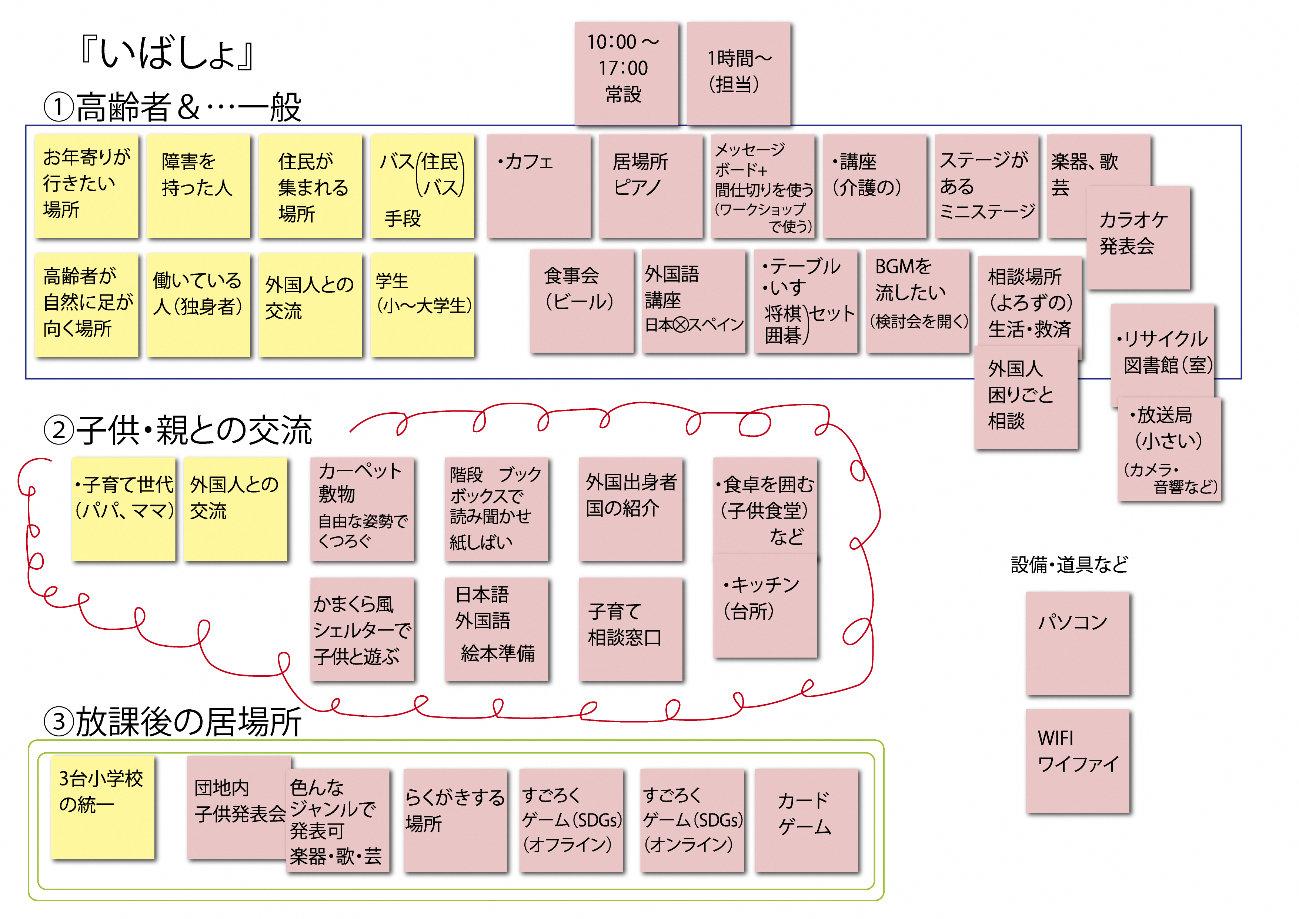 『いばしょ』
10：00～
17：00
常設
1時間～
（担当）
①高齢者＆…一般
お年寄りが
行きたい
場所
障害を
持った人
住民が
集まれる
場所
バス（住民バス）
手段
・カフェ
居場所
ピアノ
メッセージ
ボード+
間仕切りを使う
（ワークショップ
で使う）
・講座
（介護の）
ステージが
ある
ミニステージ
楽器、歌
芸
カラオケ
発表会
高齢者が
自然に足が
向く場所
働いている
人（独身者）
外国人との
交流
学生
（小～大学生）
食事会
（ビール）
外国語
講座
日本⊗スペイン
・テーブル
・いす
将棋
囲碁）セット
BGMを
流したい
（検討会を開く）
相談場所
（よろずの）
生活・救済
外国人
困りごと
相談
・リサイクル
図書館（室）
・放送局
（小さい）
（カメラ・
音響など）
②子供・親との交流
・子育て世代
（パパ、ママ）
外国人との
交流
カーペット
敷物
自由な姿勢で
くつろぐ
階段　ブック
ボックスで
読み聞かせ
紙しばい
外国出身者
国の紹介
・食卓を囲む
（子供食堂）
など
かまくら風
シェルターで
子供と遊ぶ
日本語
外国語
絵本準備
子育て
相談窓口
・キッチン
（台所）
設備・道具など
パソコン
WIFI
ワイファイ
③放課後の居場所
3台小学校
の統一
団地内
子供発表会
色んな
ジャンルで
発表可
楽器・歌・芸
らくがきする
場所
すごろく
ゲーム（SDGs）
（オフライン）
すごろく
ゲーム（SDGs）
（オンライン）
カード
ゲーム